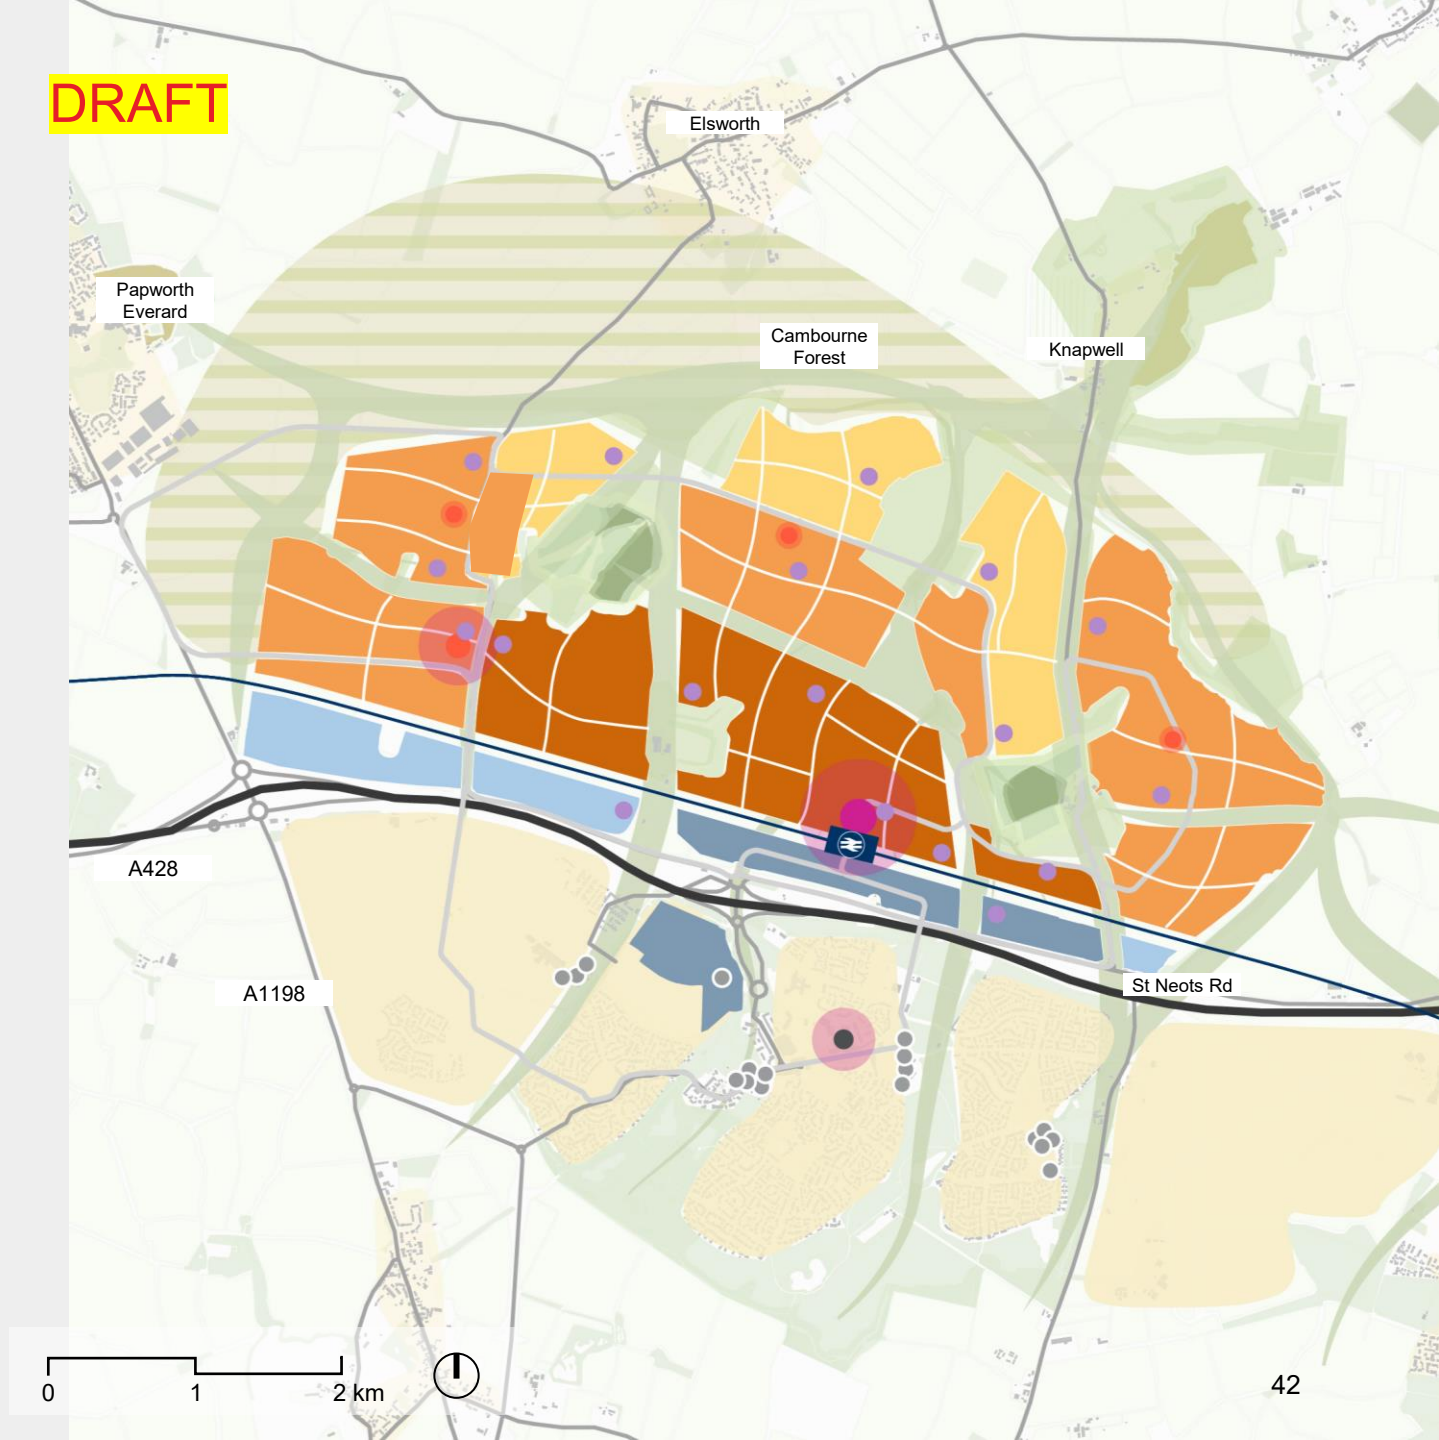 DRAFT
Elsworth
Papworth
Everard
Cambourne
Forest
Knapwell
A428
A1198
St Neots Rd
0 1 2 km
42